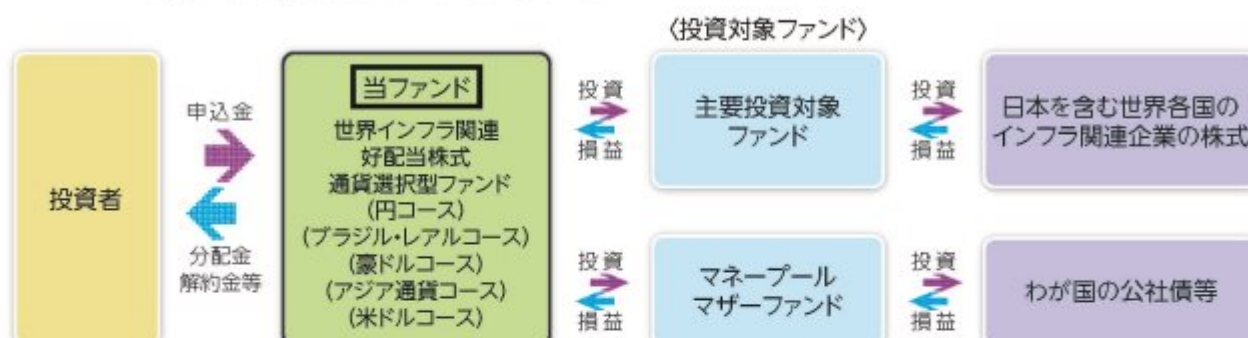 〈投資対象ファンド〉
投資者
申込金
分配金
解約金等
当ファンド
世界インフラ関連
好配当株式
通貨選択型ファンド
(円コース)
(ブラジル・レアルコース)
(豪ドルコース)
(アジア通貨コース)
(米ドルコース)
投資
損益
主要投資対象
ファンド
投資
損益
日本を含む世界各国の
インフラ関連企業の株式
投資
損益
マネープール
マザーファンド
投資
損益
わが国の公社債等